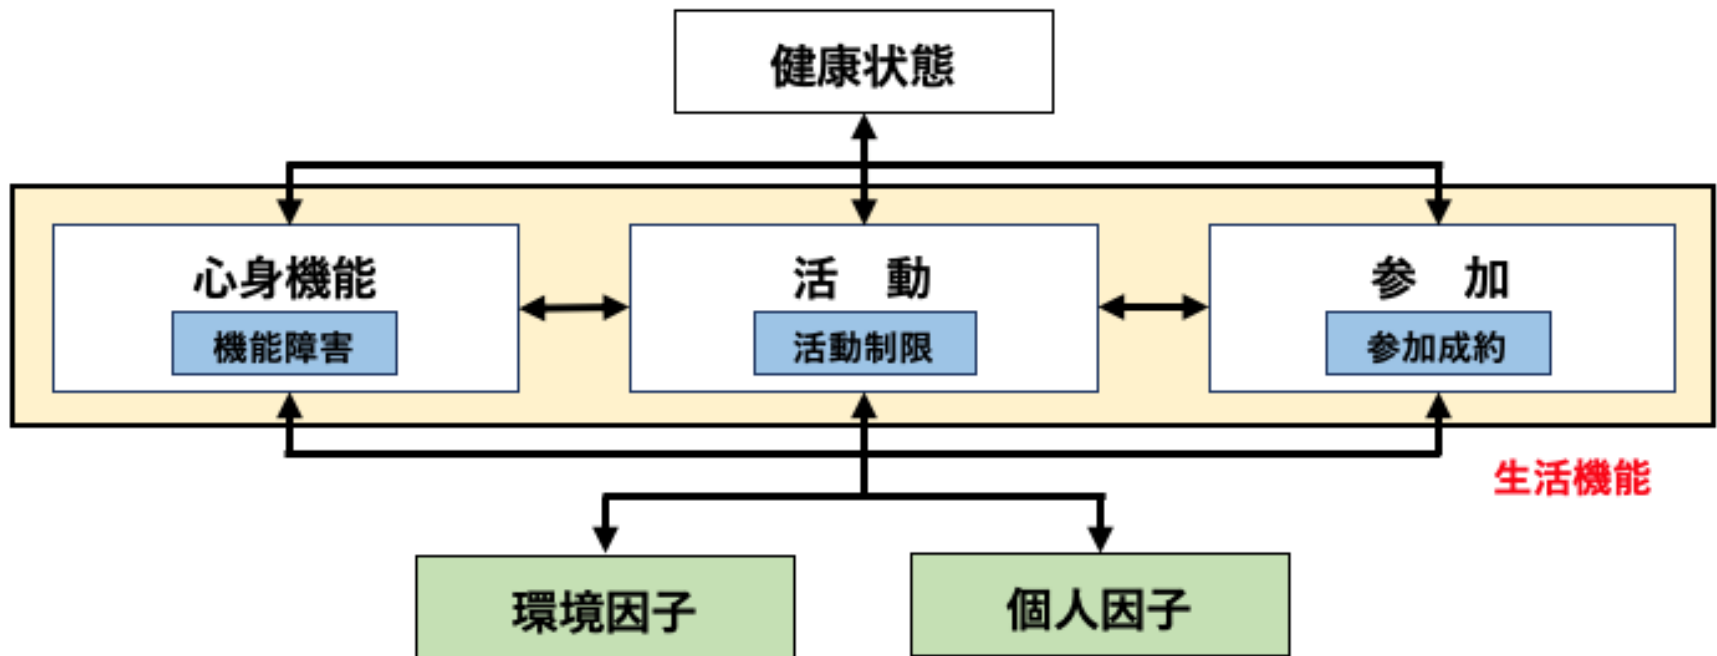 健康状態
心身機能
活　動
参　加
機能障害
活動制限
参加成約
生活機能
環境因子
個人因子